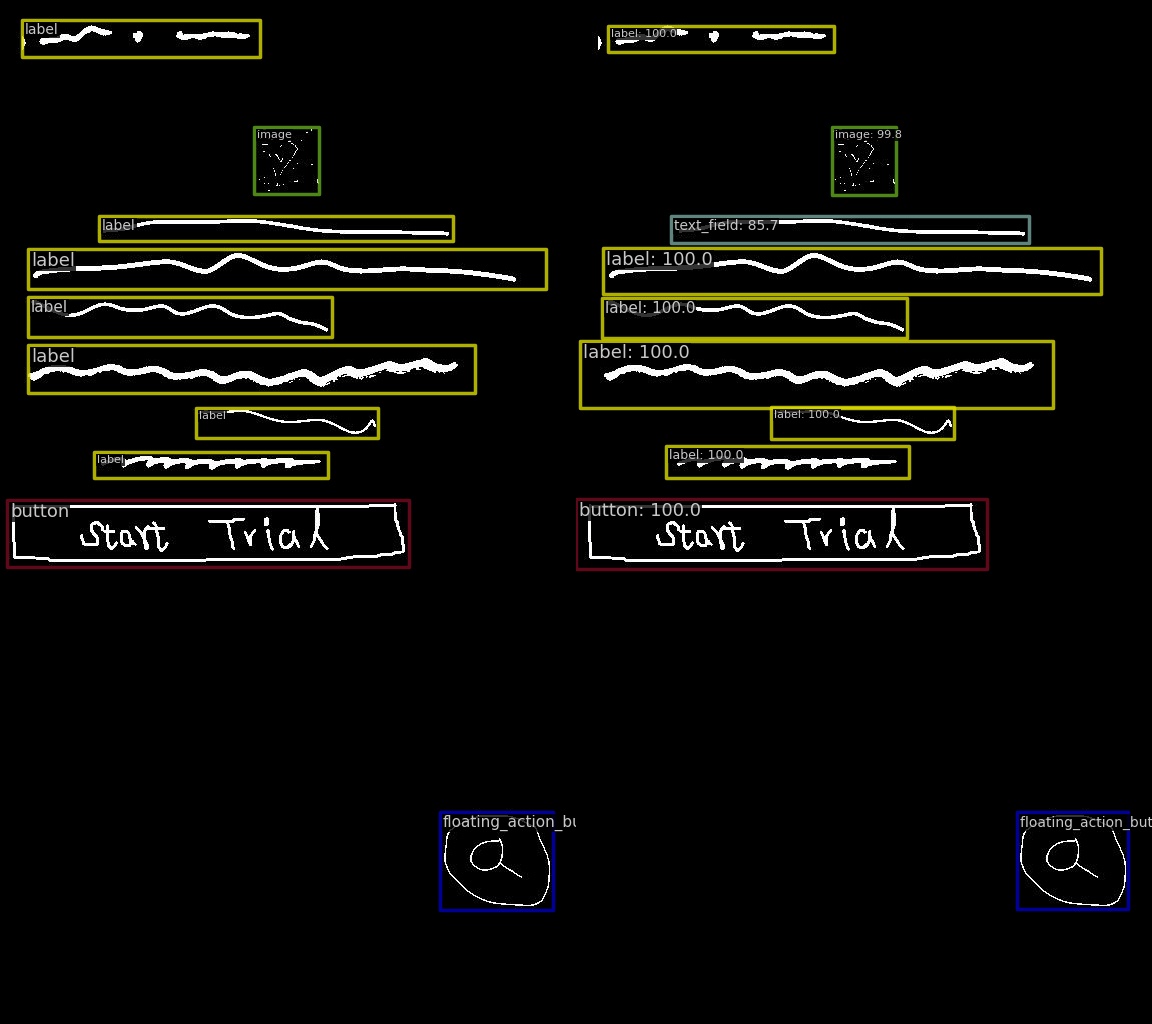 label
label: 100.0
image
image: 99.8
label
text_field: 85.7
label
label: 100.0
label
label: 100.0
label
label: 100.0
label
label: 100.0
label
label: 100.0
button
Start Trial
button: 100.0
Start Trial
floating_action_bu
floating_action_but